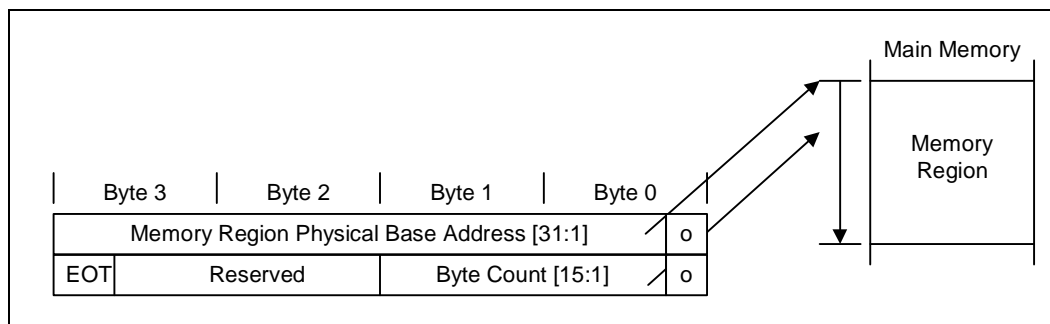 Main Memory
Memory
Region
Byte 3 Byte 2 Byte 1 Byte 0
Memory Region Physical Base Address [31:1] o
EOT Reserved Byte Count [15:1] o